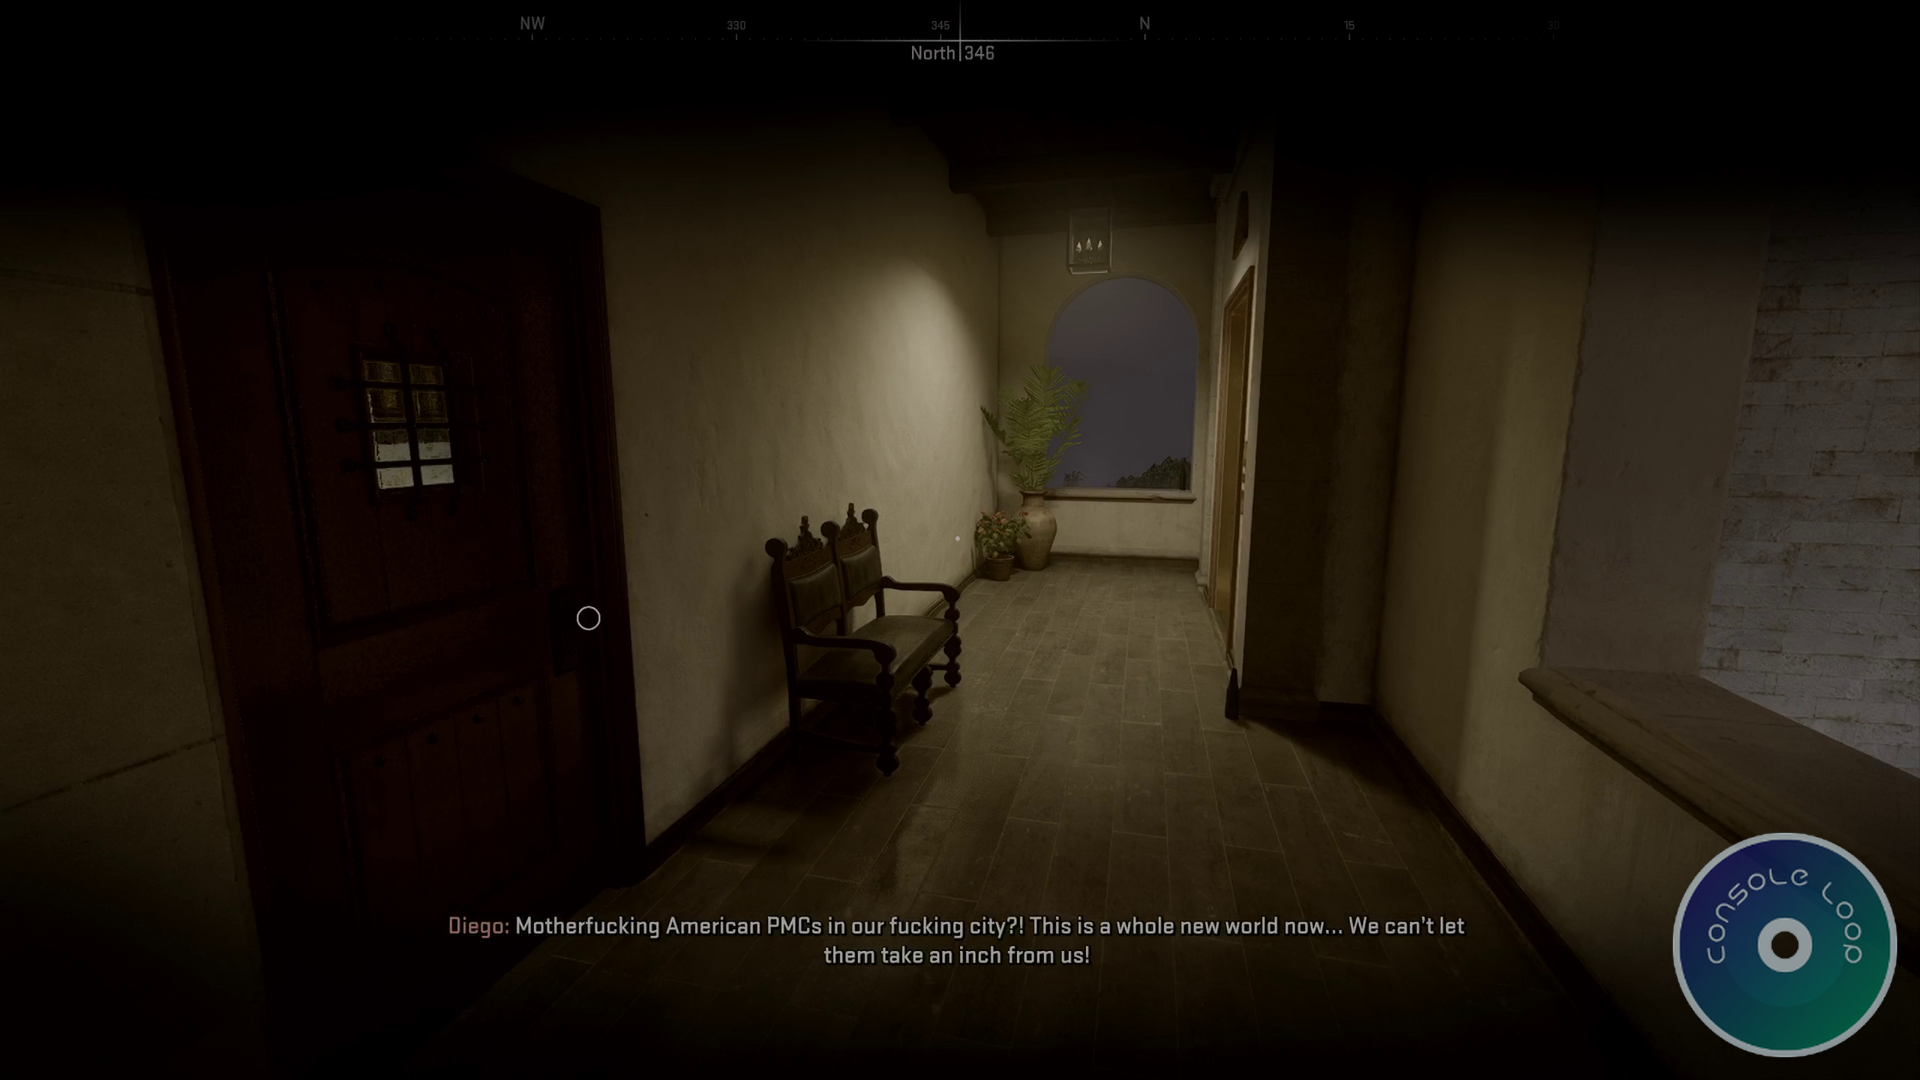 NW 330 345 N 15 30
North 346
Diego: Motherfucking American PMCs in our fucking city?! This is a whole new world now... We can't let
them take an inch from us!
CONSOLE LOOP